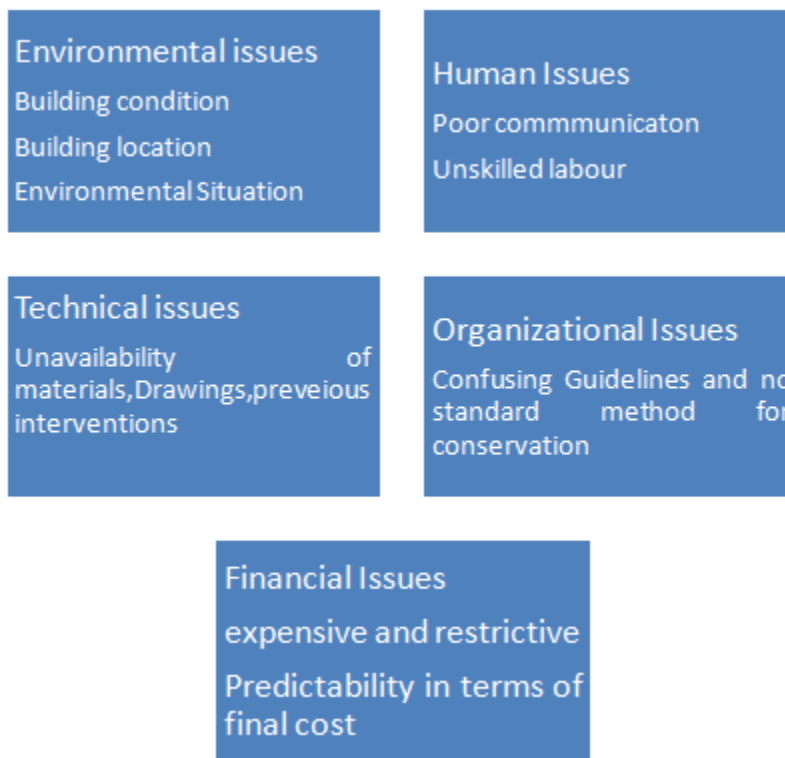 Environmental issues
Building condition
Building location
Environmental Situation
Human Issues
Poor commmunicaton
Unskilled labour
Technical issues
Unavailability of
materials,Drawings,preveious
interventions
Organizational Issues
Confusing Guidelines and no
standard method for
conservation
Financial Issues
expensive and restrictive
Predictability in terms of
final cost